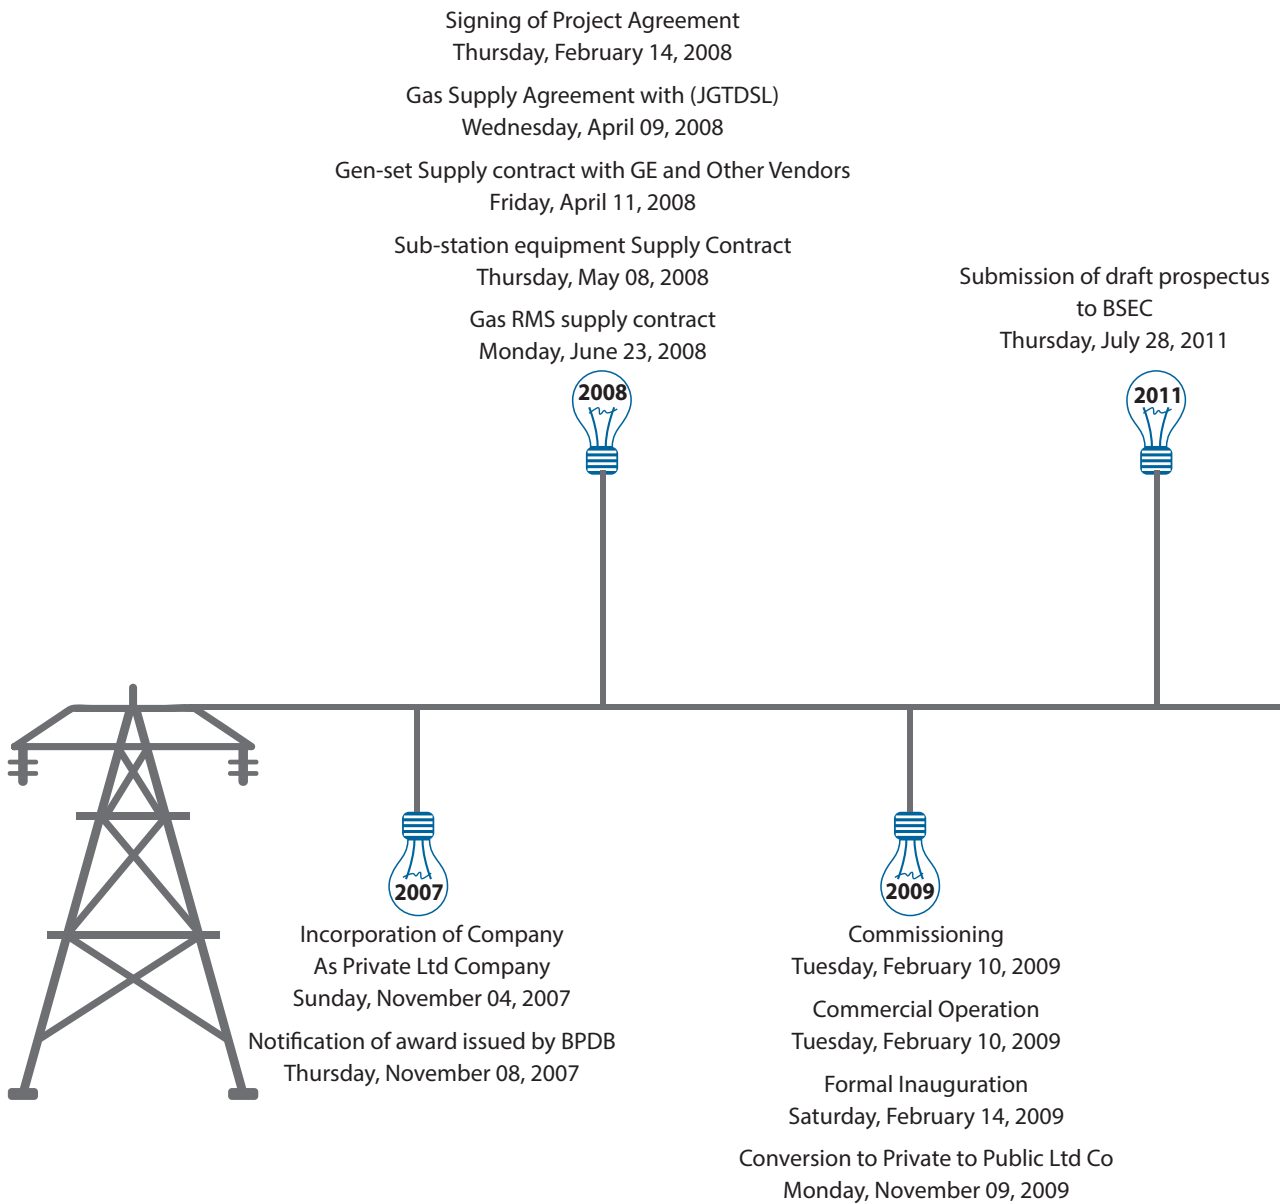 Signing of Project Agreement
Thursday, February 14, 2008
Gas Supply Agreement with (JGTDSL)
Wednesday, April 09, 2008
Gen-set Supply contract with GE and Other Vendors
Friday, April 11, 2008
Sub-station equipment Supply Contract
Thursday, May 08, 2008
Gas RMS supply contract
Monday, June 23, 2008
2008
Submission of draft prospectus
to BSEC
Thursday, July 28, 2011
2011
2007
Incorporation of Company
As Private Ltd Company
Sunday, November 04, 2007
Notification of award issued by BPDB
Thursday, November 08, 2007
2009
Commissioning
Tuesday, February 10, 2009
Commercial Operation
Tuesday, February 10, 2009
Formal Inauguration
Saturday, February 14, 2009
Conversion to Private to Public Ltd Co
Monday, November 09, 2009